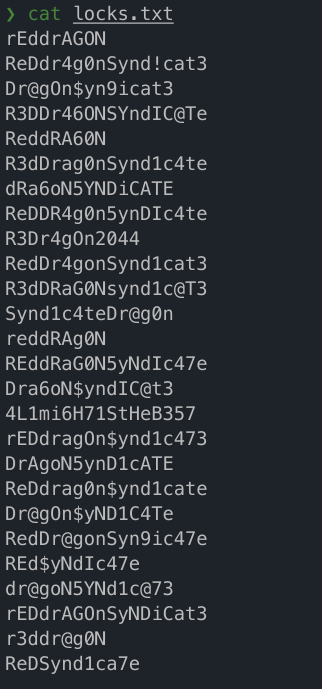 ❯ cat locks.txt
rEddrAGON
ReDdr4g0nSynd!cat3
Dr@gOn$yn9icat3
R3DDr46ONSYndIC@Te
ReddRA60N
R3dDrag0nSynd1c4te
dRa6oN5YNDiCATE
ReDDR4g0n5ynDIc4te
R3Dr4gOn2044
RedDr4gonSynd1cat3
R3dDRaG0Nsynd1c@T3
Synd1c4teDr@g0n
reddRAg0N
REddRaG0N5yNdIc47e
Dra6oN$yndIC@t3
4L1mi6H71StHeB357
rEDdragOn$ynd1c473
DrAgoN5ynD1cATE
ReDdrag0n$ynd1cate
Dr@gOn$yND1C4Te
RedDr@gonSyn9ic47e
REd$yNdIc47e
dr@goN5YNd1c@73
rEDdrAGOnSyNDiCat3
r3ddr@g0N
ReDSynd1ca7e